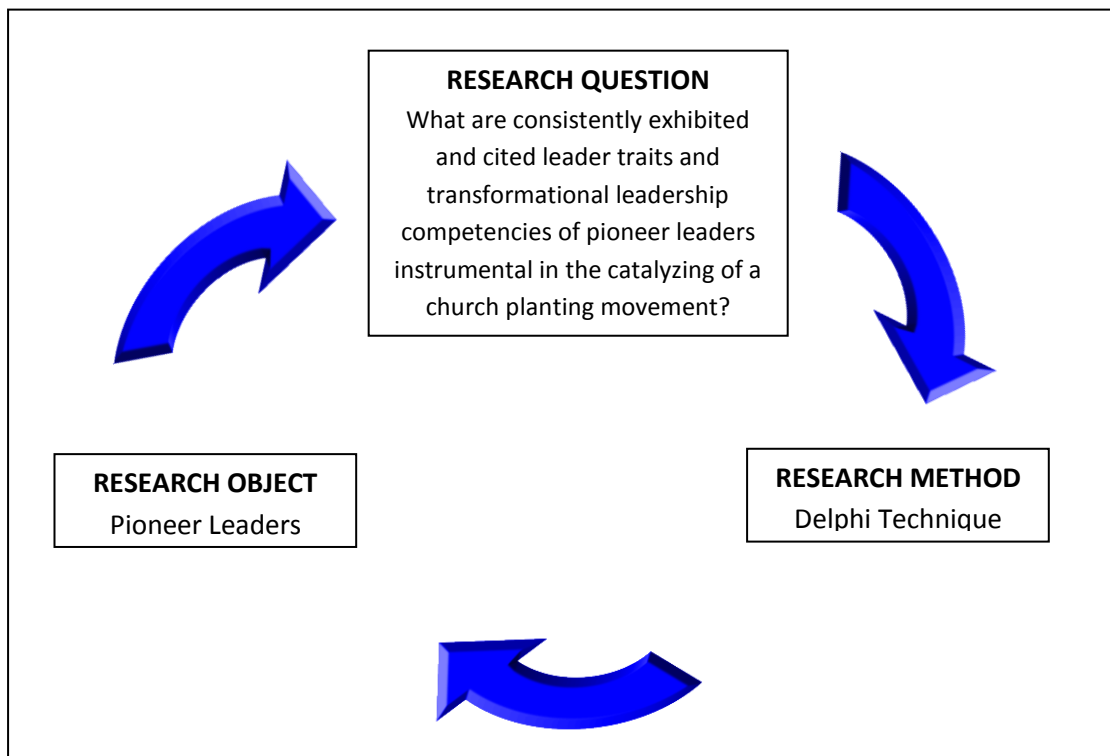 RESEARCH QUESTION
What are consistently exhibited
and cited leader traits and
transformational leadership
competencies of pioneer leaders
instrumental in the catalyzing of a
church planting movement?
RESEARCH OBJECT
Pioneer Leaders
RESEARCH METHOD
Delphi Technique